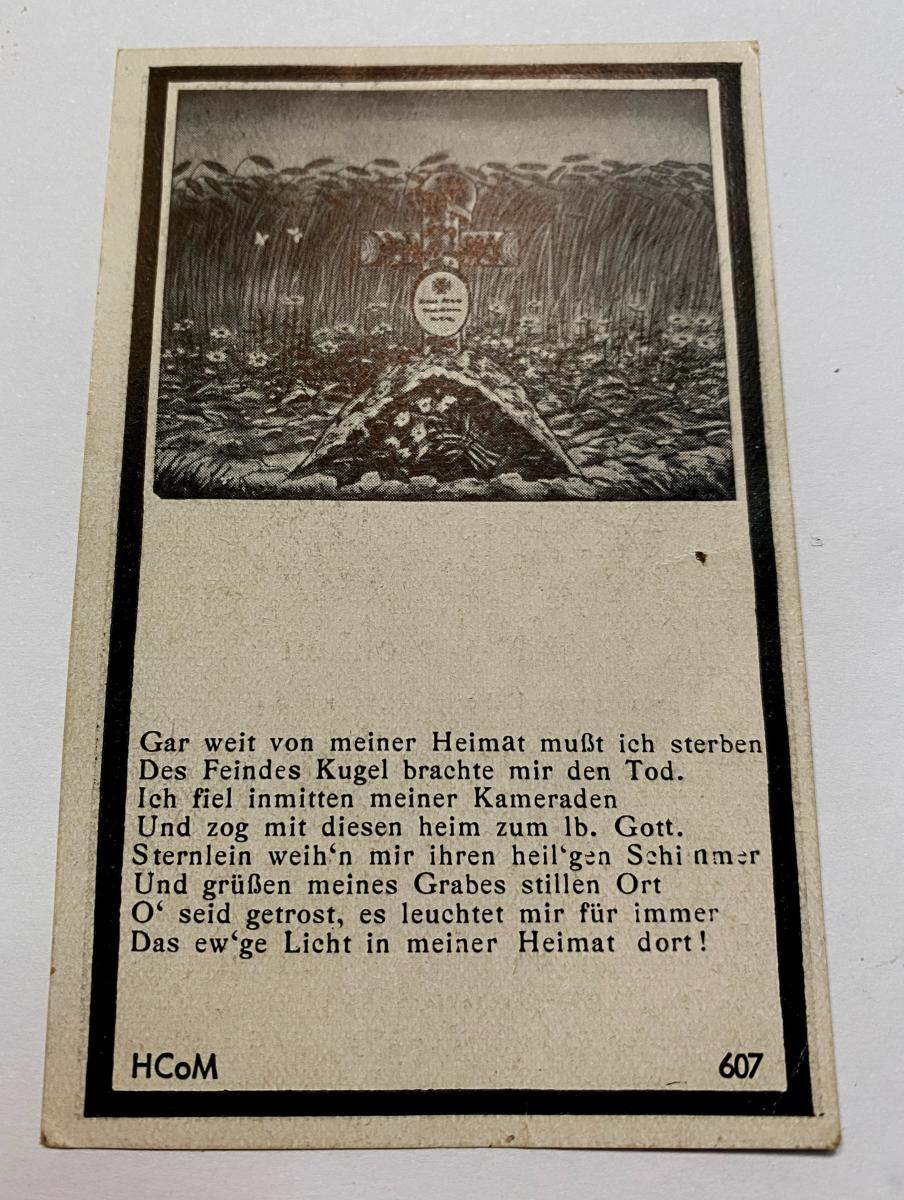 Gar weit von meiner Heimat mußt ich sterben
Des Feindes Kugel brachte mir den Tod.
Ich fiel inmitten meiner Kameraden
Und zog mit diesen heim zum lb. Gott.
Sternlein weih‘n mir ihren heil‘gen Schimmer
Und grüßen meines Grabes stillen Ort
O‘ seid getrost, es leuchtet mir für immer
Das ew‘ge Licht in meiner Heimat dort!
HCoM 607